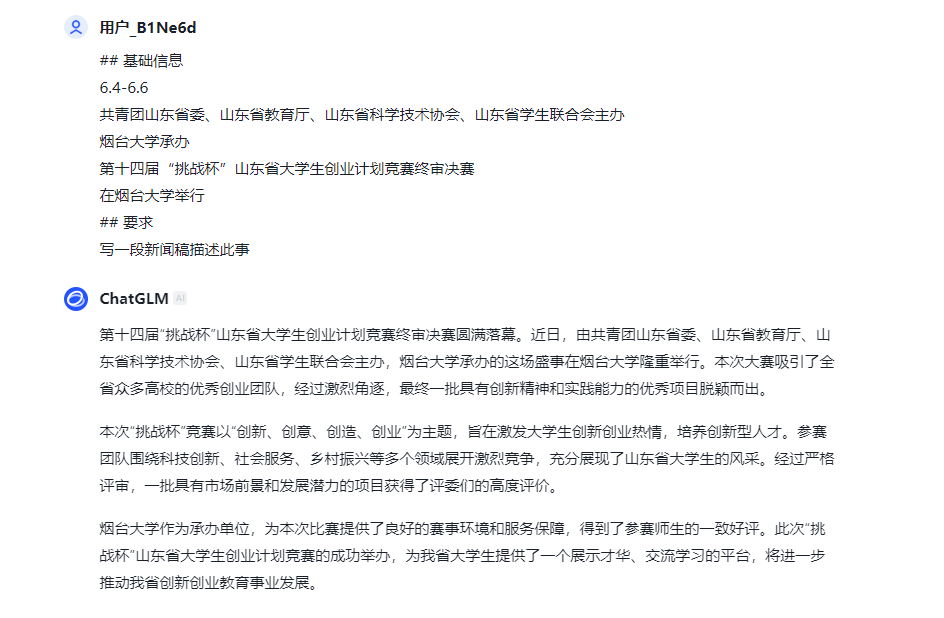 用户_B1Ne6d
## 基础信息
6.4-6.6
共青团山东省委、山东省教育厅、山东省科学技术协会、山东省学生联合会主办
烟台大学承办
第十四届“挑战杯”山东省大学生创业计划竞赛终审决赛
在烟台大学举行
## 要求
写一段新闻稿描述此事
ChatGLM AI
第十四届“挑战杯”山东省大学生创业计划竞赛终审决赛圆满落幕。近日，由共青团山东省委、山东省教育厅、山
东省科学技术协会、山东省学生联合会主办，烟台大学承办的这场盛事在烟台大学隆重举行。本次大赛吸引了全
省众多高校的优秀创业团队，经过激烈角逐，最终一批具有创新精神和实践能力的优秀项目脱颖而出。
本次“挑战杯”竞赛以“创新、创意、创造、创业”为主题，旨在激发大学生创新创业热情，培养创新型人才。参赛
团队围绕科技创新、社会服务、乡村振兴等多个领域展开激烈竞争，充分展现了山东省大学生的风采。经过严格
评审，一批具有市场前景和发展潜力的项目获得了评委们的高度评价。
烟台大学作为承办单位，为本次比赛提供了良好的赛事环境和服务保障，得到了参赛师生的一致好评。此次“挑
战杯”山东省大学生创业计划竞赛的成功举办，为我省大学生提供了一个展示才华、交流学习的平台，将进一步
推动我省创新创业教育事业发展。